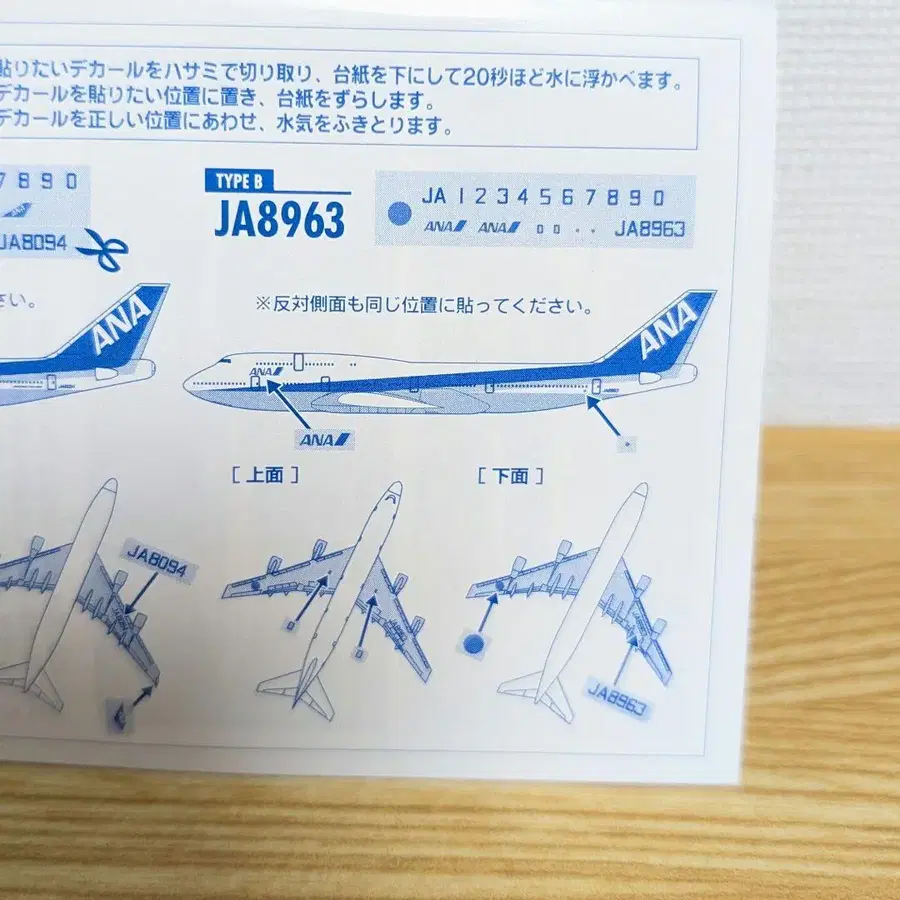 貼りたいデカールをハサミで切り取り、台紙を下にして20秒ほど水に浮かべます。
デカールを貼りたい位置に置き、台紙をずらします。
デカールを正しい位置にあわせ、水気をふきとります。
7 8 9 0
ANA
JA8094
TYPE B
JA8963
JA 1 2 3 4 5 6 7 8 9 0
ANA ANA JA8963
さい。
※反対側面も同じ位置に貼ってください。
ANA
ANA
ANA
ANA
[上面]
[下面]
JA8094
JA8963